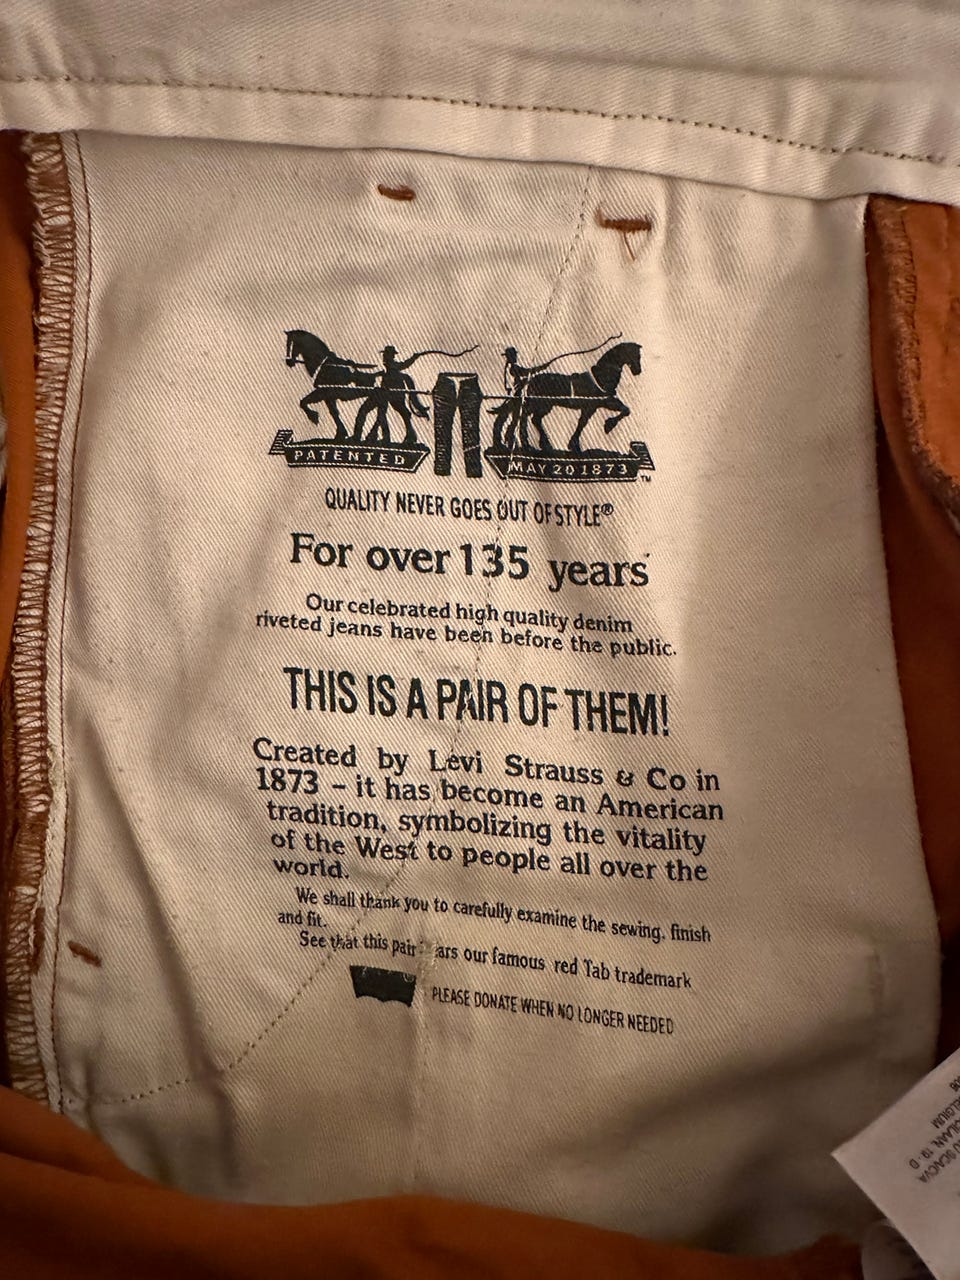 PATENTED
MAY 20 1873 ™
QUALITY NEVER GOES OUT OF STYLE®
For over 135 years
Our celebrated high quality denim
riveted jeans have been before the public.
THIS IS A PAIR OF THEM!
Created by Levi Strauss & Co in
1873 – it has become an American
tradition, symbolizing the vitality
of the West to people all over the
world.
We shall thank you to carefully examine the sewing. finish
and fit.
See that this pair ars our famous red Tab trademark
PLEASE DONATE WHEN NO LONGER NEEDED
BELGIUM
19 - D